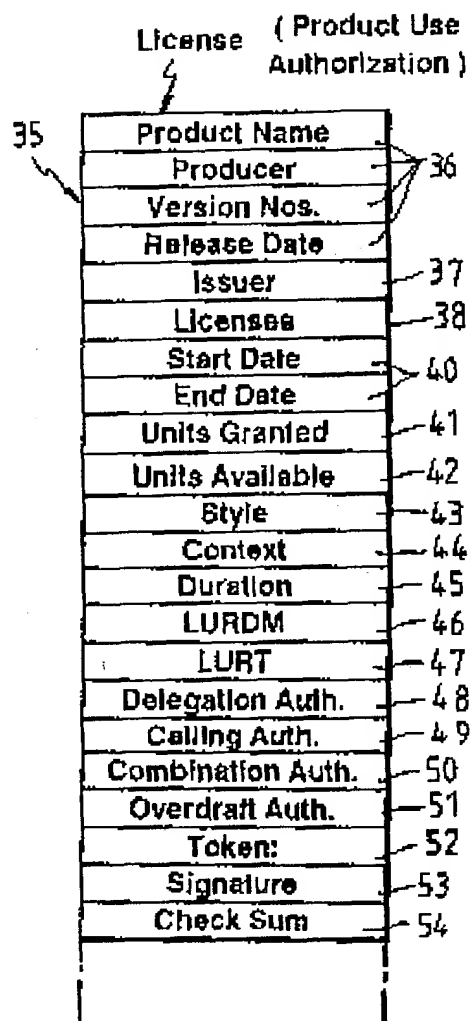 License ( Product Use
Authorization )
35
Product Name
Producer
36
Version Nos.
Release Date
Issuer 37
Licensee 38
Start Date
40
End Date
Units Granted 41
Units Available 42
Style 43
Context 44
Duration 45
LURDM 46
LURT 47
Delegation Auth. 48
Calling Auth. 49
Combination Auth. 50
Overdraft Auth. 51
Token: 52
Signature 53
Check Sum 54